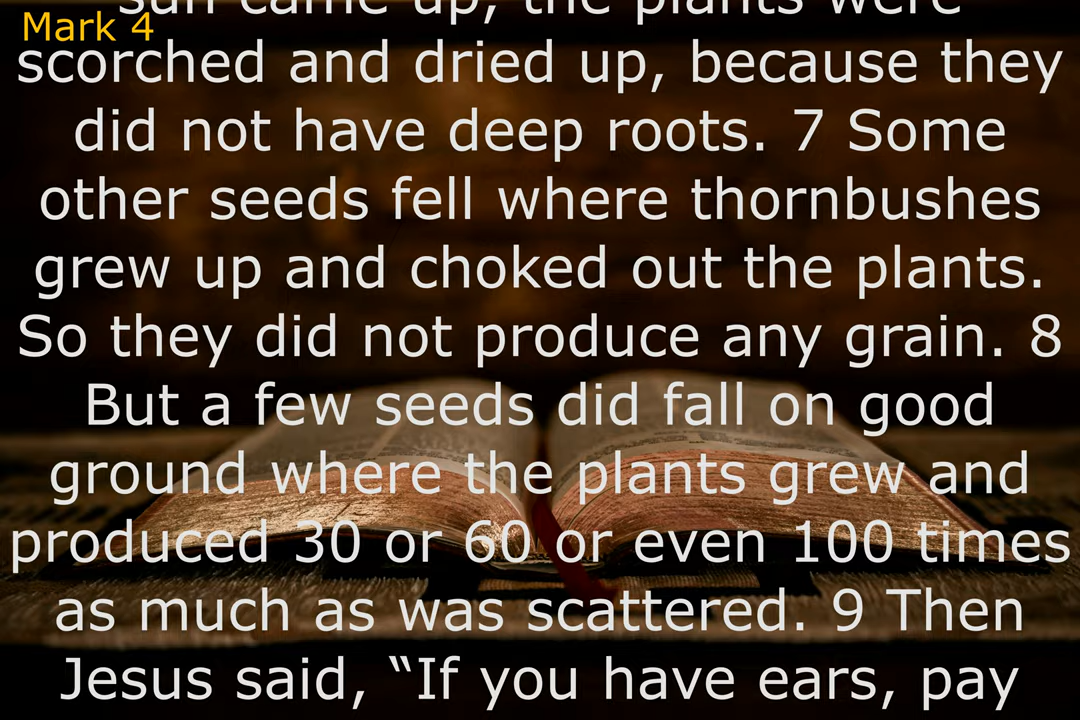 sun came up, the plants were
Mark 4
scorched and dried up, because they
did not have deep roots. 7 Some
other seeds fell where thornbushes
grew up and choked out the plants.
So they did not produce any grain. 8
But a few seeds did fall on good
ground where the plants grew and
produced 30 or 60 or even 100 times
as much as was scattered. 9 Then
Jesus said, “If you have ears, pay